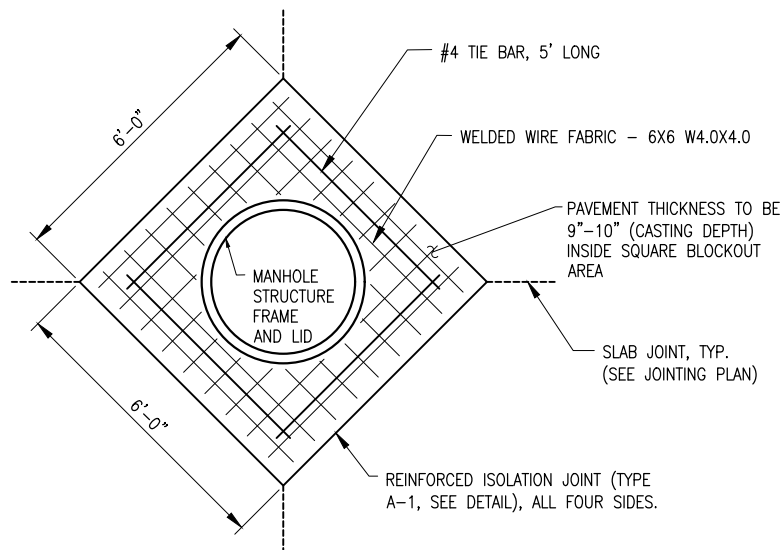 #4 TIE BAR, 5' LONG
6'-0"
WELDED WIRE FABRIC – 6X6 W4.0X4.0
PAVEMENT THICKNESS TO BE
9"–10" (CASTING DEPTH)
INSIDE SQUARE BLOCKOUT
AREA
MANHOLE
STRUCTURE
FRAME
AND LID
SLAB JOINT, TYP.
(SEE JOINTING PLAN)
6'-0"
REINFORCED ISOLATION JOINT (TYPE
A–1, SEE DETAIL), ALL FOUR SIDES.